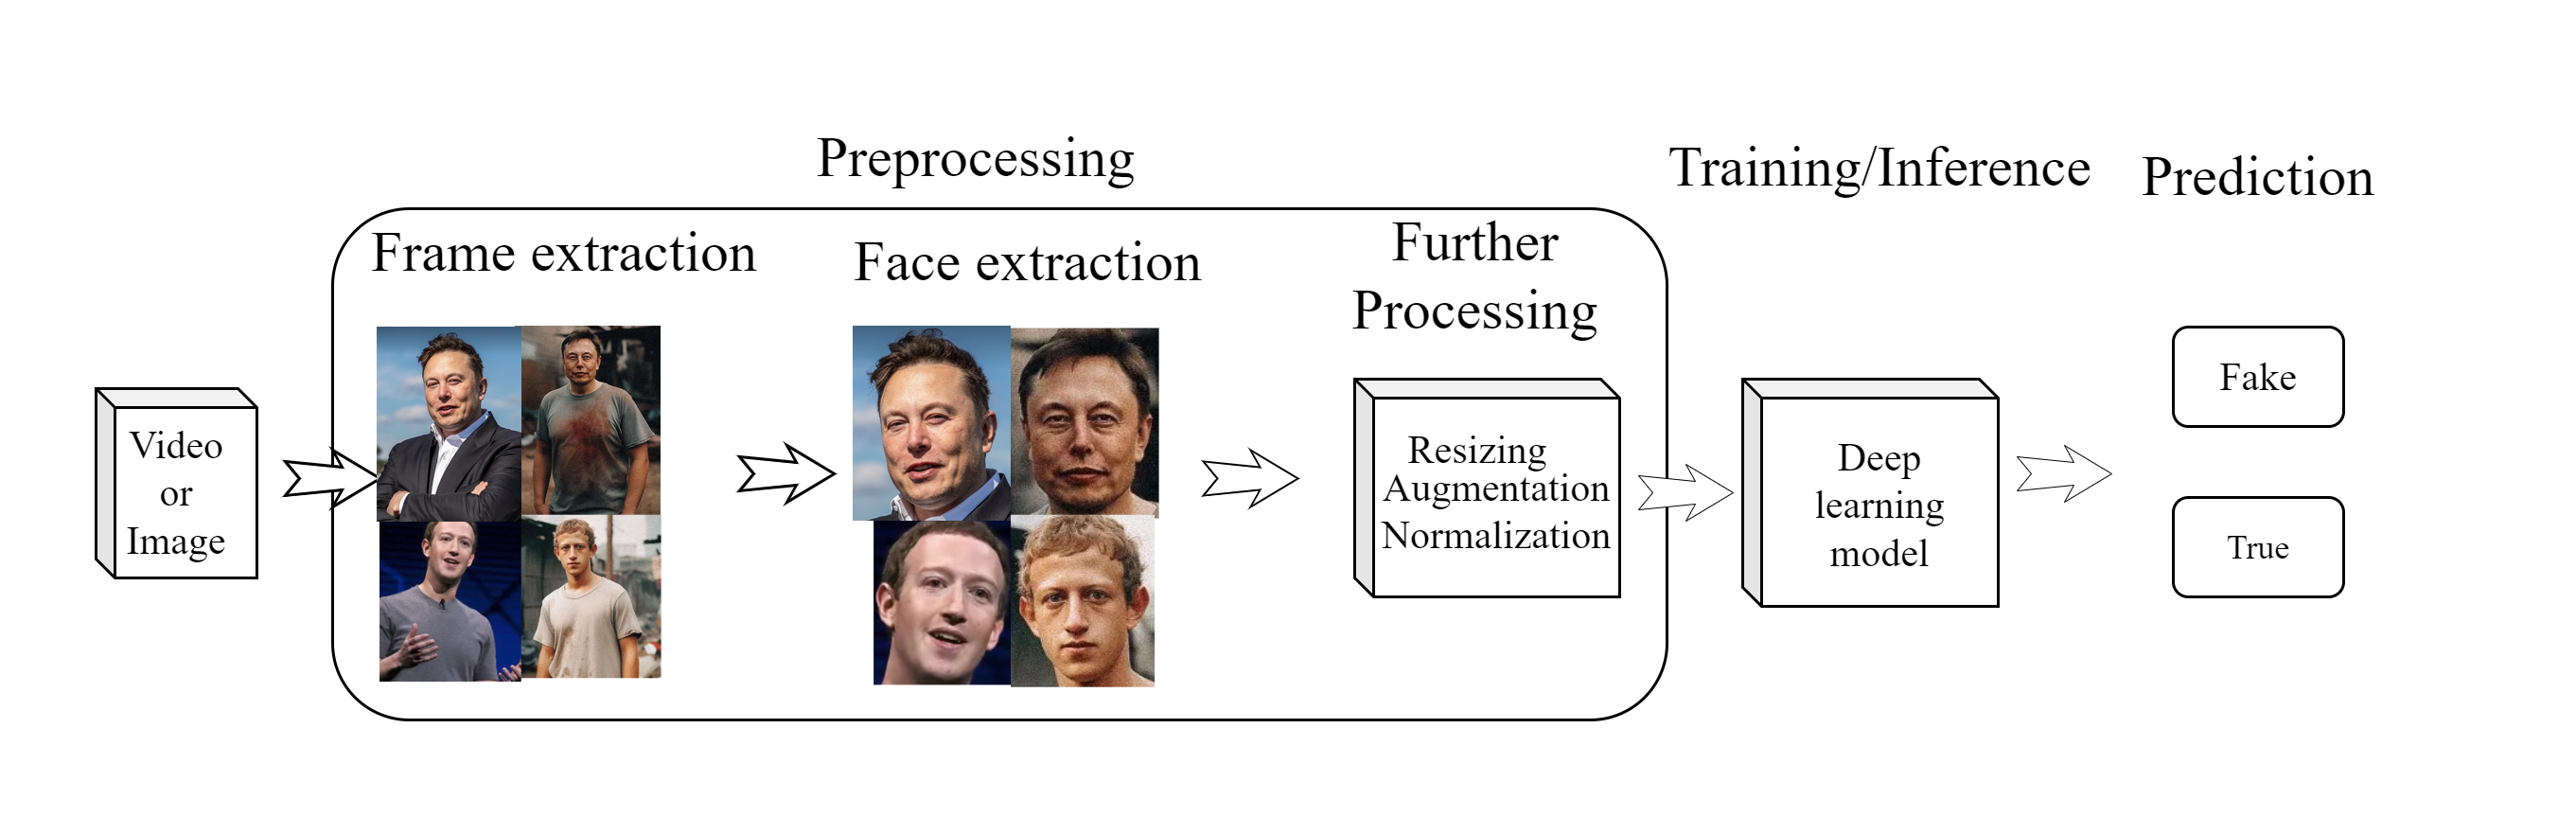 Preprocessing
Training/Inference
Prediction
Frame extraction
Face extraction
Further
Processing
Video
or
Image
Resizing
Augmentation
Normalization
Deep
learning
model
Fake
True